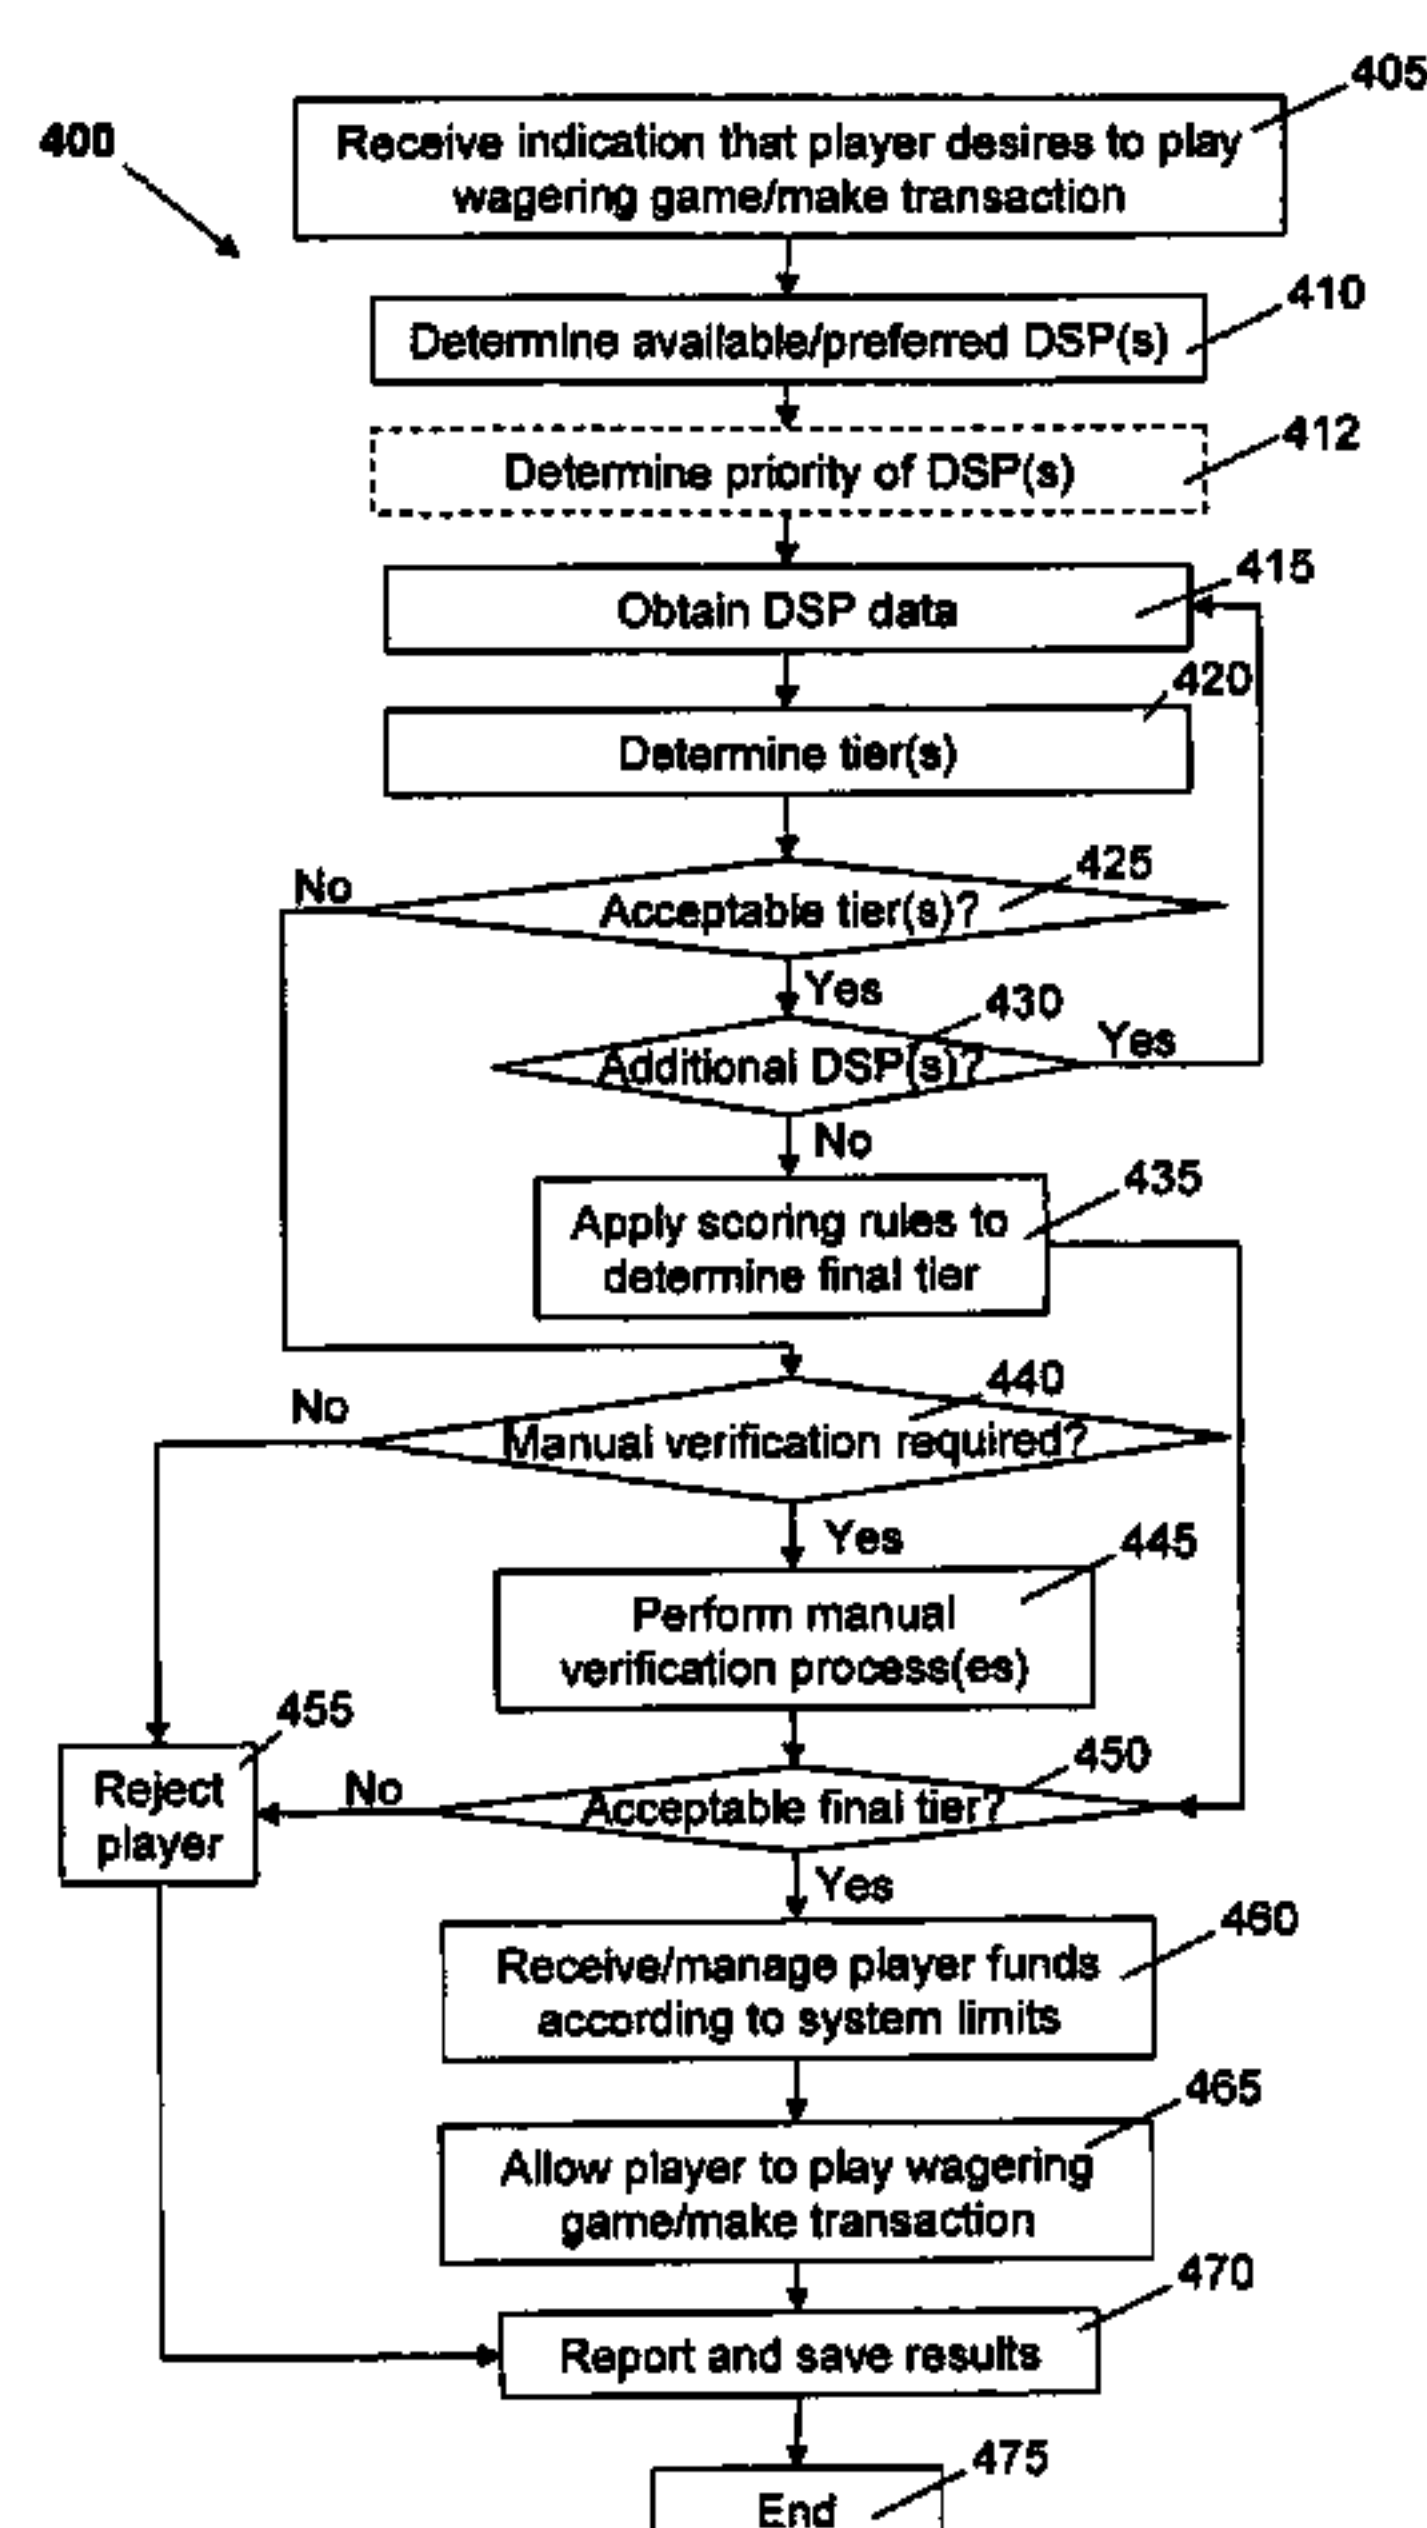 405
400
Receive indication that player desires to play
wagering game/make transaction
410
Determine available/preferred DSP(s)
412
Determine priority of DSP(s)
415
Obtain DSP data
420
Determine tier(s)
425
No
Acceptable tier(s)?
Yes
430
Additional DSP(s)?
Yes
No
435
Apply scoring rules to
determine final tier
440
No
Manual verification required?
Yes
445
Perform manual
verification process(es)
455
450
Reject
player
No
Acceptable final tier?
Yes
460
Receive/manage player funds
according to system limits
465
Allow player to play wagering
game/make transaction
470
Report and save results
475
End